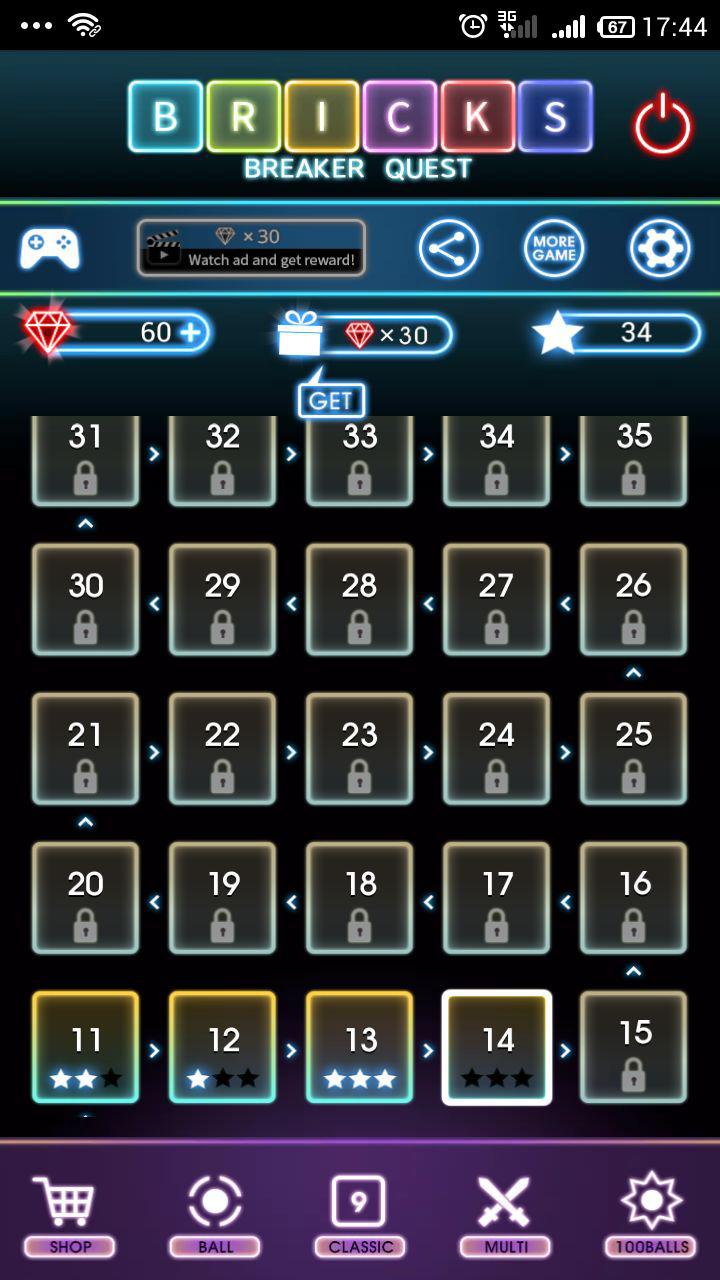 3G 67 17:44
B R I C K S
BREAKER QUEST
×30
Watch ad and get reward!
MORE
GAME
60 + ×30 34
GET
31 > 32 > 33 > 34 > 35
30 < 29 < 28 < 27 < 26
21 > 22 > 23 > 24 > 25
20 < 19 < 18 < 17 < 16
11 > 12 > 13 > 14 > 15
9
SHOP BALL CLASSIC MULTI 100BALLS